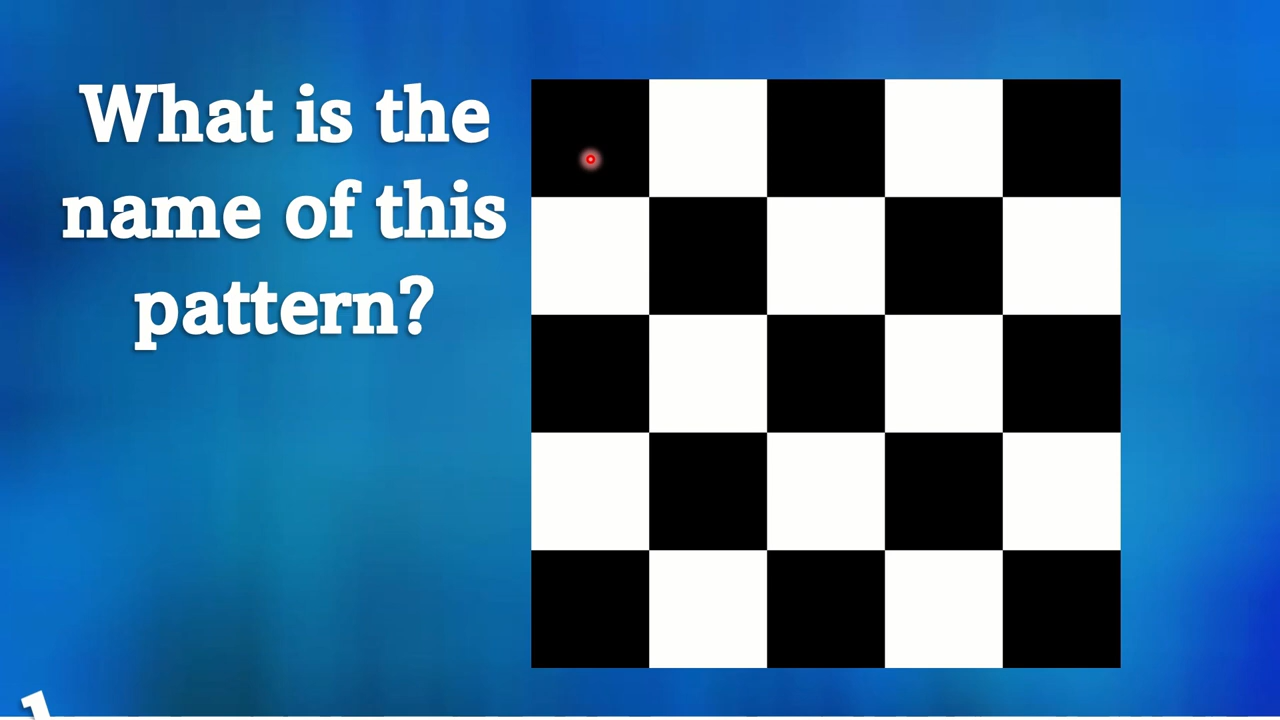 What is the
name of this
pattern?